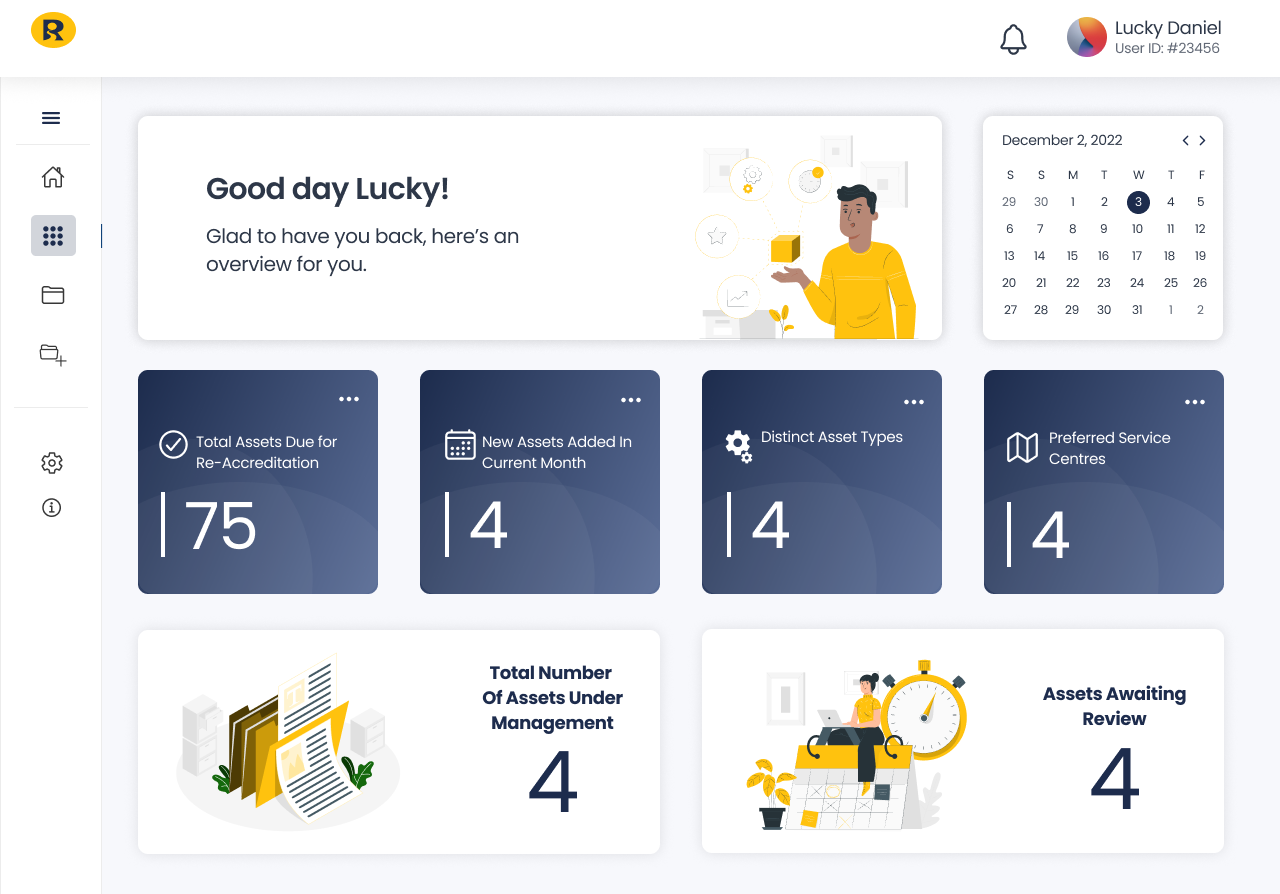 R
Lucky Daniel
User ID: #23456
Good day Lucky!
Glad to have you back, here's an
overview for you.
December 2, 2022
S S M T W T F
29 30 1 2 3 4 5
6 7 8 9 10 11 12
13 14 15 16 17 18 19
20 21 22 23 24 25 26
27 28 29 30 31 1 2
Total Assets Due for
Re-Accreditation
75
New Assets Added In
Current Month
4
Distinct Asset Types
4
Preferred Service
Centres
4
Total Number
Of Assets Under
Management
4
Assets Awaiting
Review
4